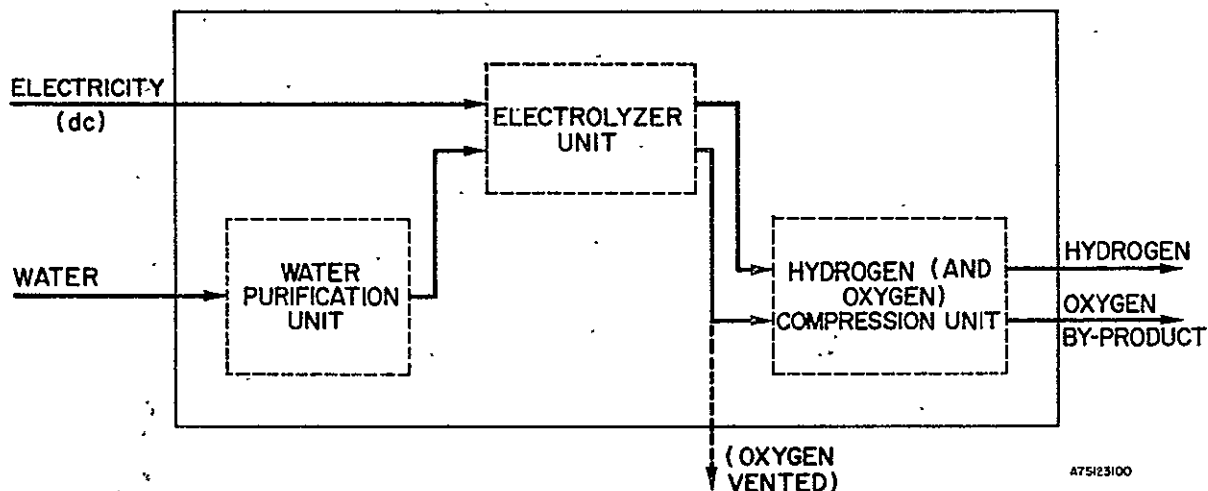 ELECTRICITY
(dc)
ELECTROLYZER
UNIT
WATER
WATER
PURIFICATION
UNIT
HYDROGEN (AND
OXYGEN)
COMPRESSION UNIT
HYDROGEN
OXYGEN
BY-PRODUCT
(OXYGEN
VENTED)
A75123100